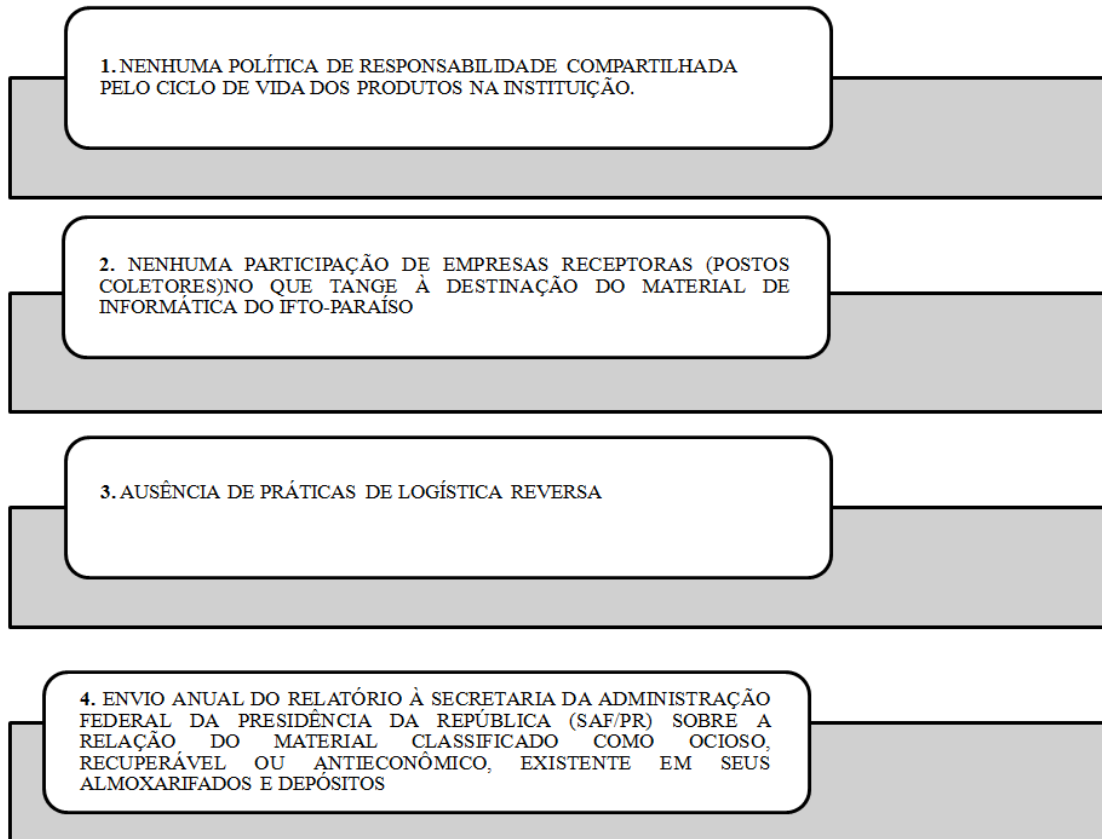 1. NENHUMA POLÍTICA DE RESPONSABILIDADE COMPARTILHADA
PELO CICLO DE VIDA DOS PRODUTOS NA INSTITUIÇÃO.
2. NENHUMA PARTICIPAÇÃO DE EMPRESAS RECEPTORAS (POSTOS
COLETORES)NO QUE TANGE À DESTINAÇÃO DO MATERIAL DE
INFORMÁTICA DO IFTO-PARAÍSO
3. AUSÊNCIA DE PRÁTICAS DE LOGÍSTICA REVERSA
4. ENVIO ANUAL DO RELATÓRIO À SECRETARIA DA ADMINISTRAÇÃO
FEDERAL DA PRESIDÊNCIA DA REPÚBLICA (SAF/PR) SOBRE A
RELAÇÃO DO MATERIAL CLASSIFICADO COMO OCIOSO,
RECUPERÁVEL OU ANTIECONÔMICO, EXISTENTE EM SEUS
ALMOXARIFADOS E DEPÓSITOS